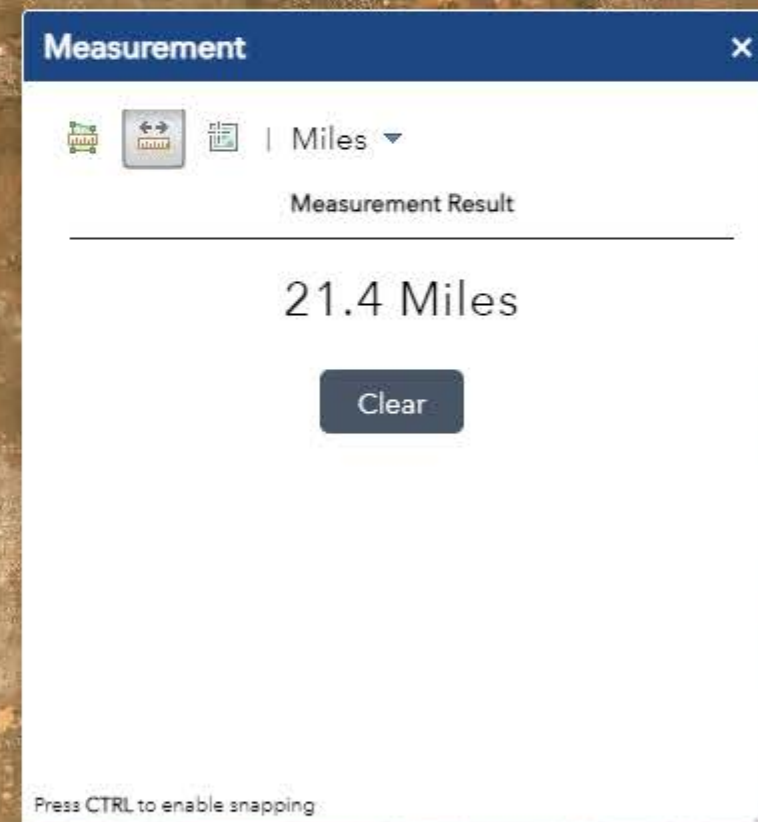 Measurement ×
| Miles
Measurement Result
21.4 Miles
Clear
Press CTRL to enable snapping